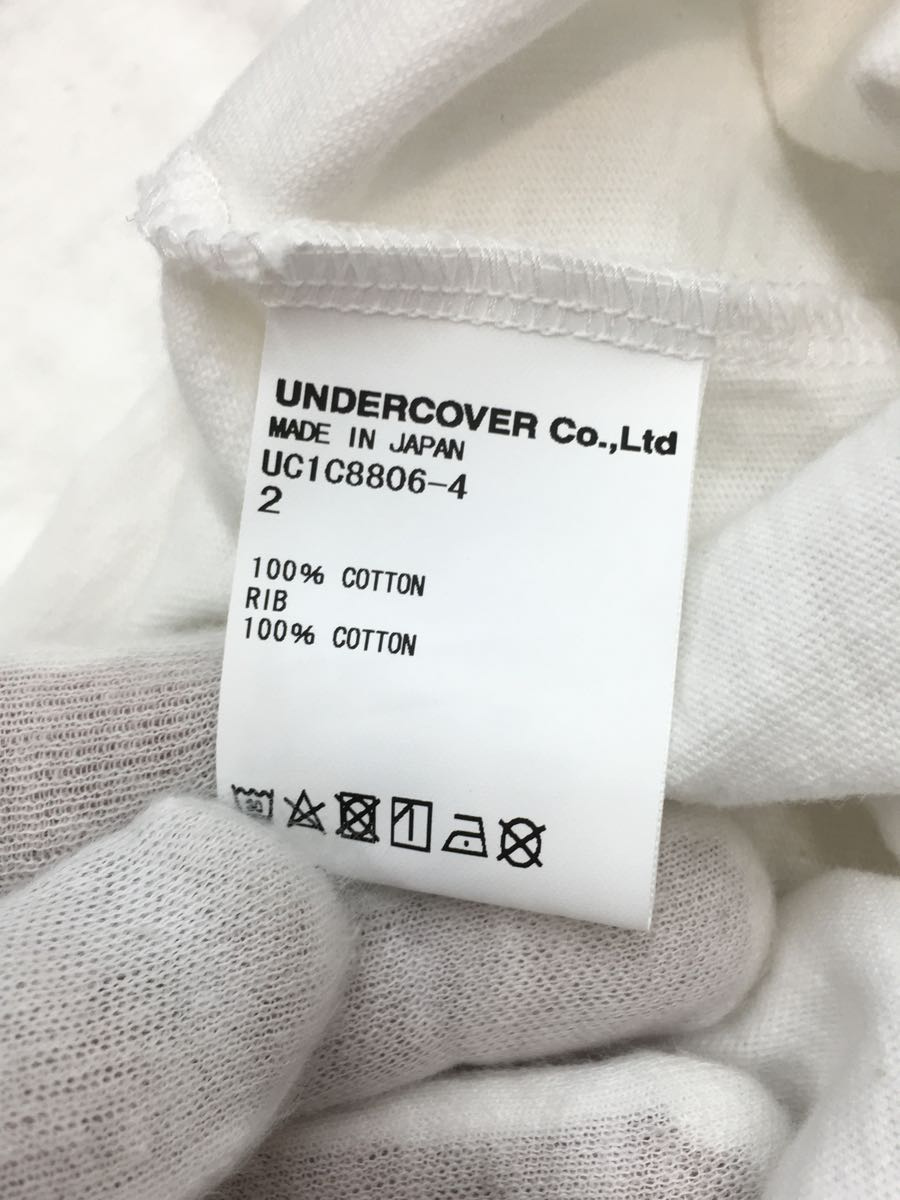 UNDERCOVER Co.,Ltd
MADE IN JAPAN
UC1C8806-4
2
100% COTTON
RIB
100% COTTON